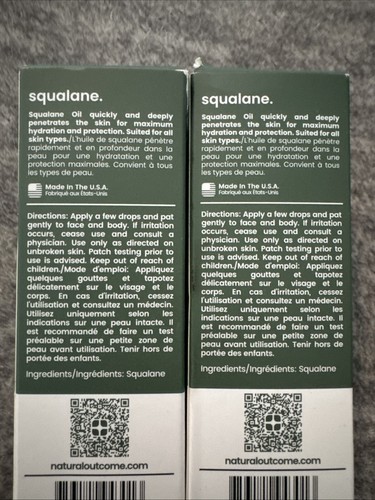 squalane.
Squalane Oil quickly and deeply
penetrates the skin for maximum
hydration and protection. Suited for all
skin types./L'huile de squalane pénètre
rapidement et en profondeur dans la
peau pour une hydratation et une
protection maximales. Convient à tous
les types de peau.
Made In The U.S.A.
Fabriqué aux États-Unis
Directions: Apply a few drops and pat
gently to face and body. If irritation
occurs, cease use and consult a
physician. Use only as directed on
unbroken skin. Patch testing prior to
use is advised. Keep out of reach of
children./Mode d'emploi: Appliquez
quelques gouttes et tapotez
délicatement sur le visage et le
corps. En cas d'irritation, cessez
l'utilisation et consultez un médecin.
Utilisez uniquement selon les
indications sur une peau intacte. Il
est recommandé de faire un test
préalable sur une petite zone de
peau avant utilisation. Tenir hors de
portée des enfants.
Ingredients/Ingrédients: Squalane
naturaloutcome.com
squalane.
Squalane Oil quickly and deeply
penetrates the skin for maximum
hydration and protection. Suited for all
skin types./L'huile de squalane pénètre
rapidement et en profondeur dans la
peau pour une hydratation et une
protection maximales. Convient à tous
les types de peau.
Made In The U.S.A.
Fabriqué aux États-Unis
Directions: Apply a few drops and pat
gently to face and body. If irritation
occurs, cease use and consult a
physician. Use only as directed on
unbroken skin. Patch testing prior to
use is advised. Keep out of reach of
children./Mode d'emploi: Appliquez
quelques gouttes et tapotez
délicatement sur le visage et le
corps. En cas d'irritation, cessez
l'utilisation et consultez un médecin.
Utilisez uniquement selon les
indications sur une peau intacte. Il
est recommandé de faire un test
préalable sur une petite zone de
peau avant utilisation. Tenir hors de
portée des enfants.
Ingredients/Ingrédients: Squalane
naturaloutcome.com